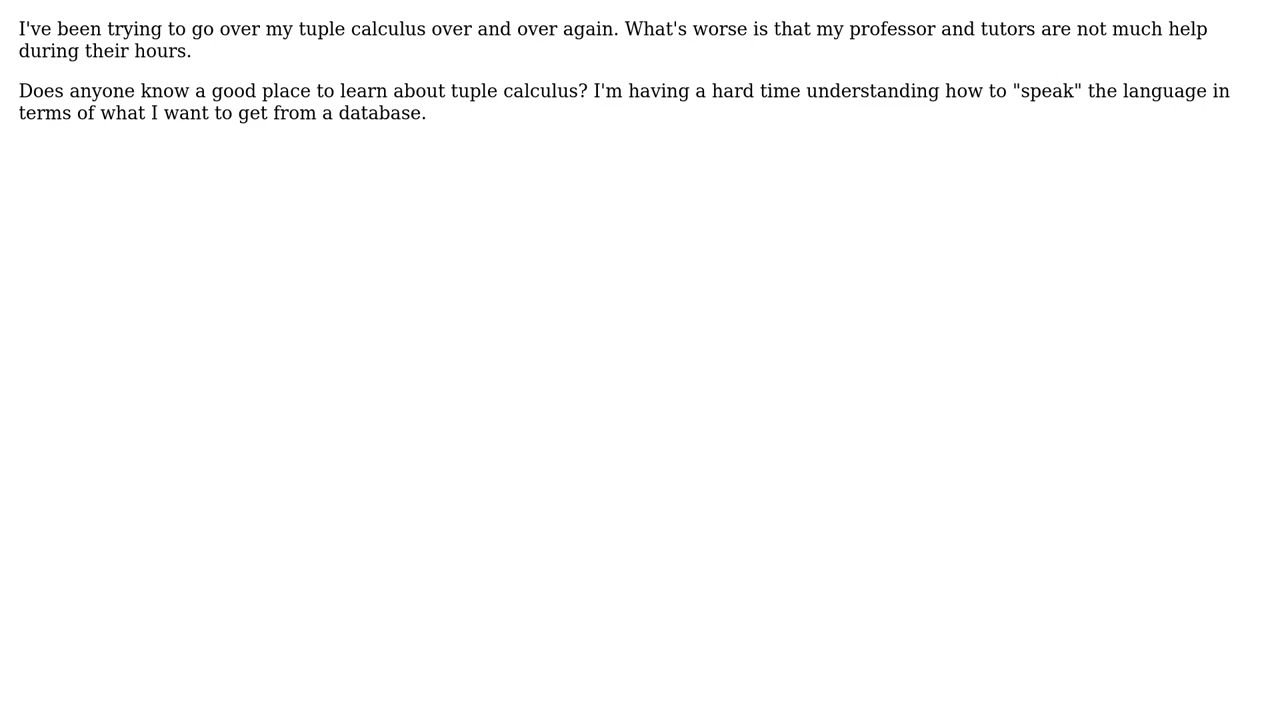 I've been trying to go over my tuple calculus over and over again. What's worse is that my professor and tutors are not much help
during their hours.
Does anyone know a good place to learn about tuple calculus? I'm having a hard time understanding how to "speak" the language in
terms of what I want to get from a database.